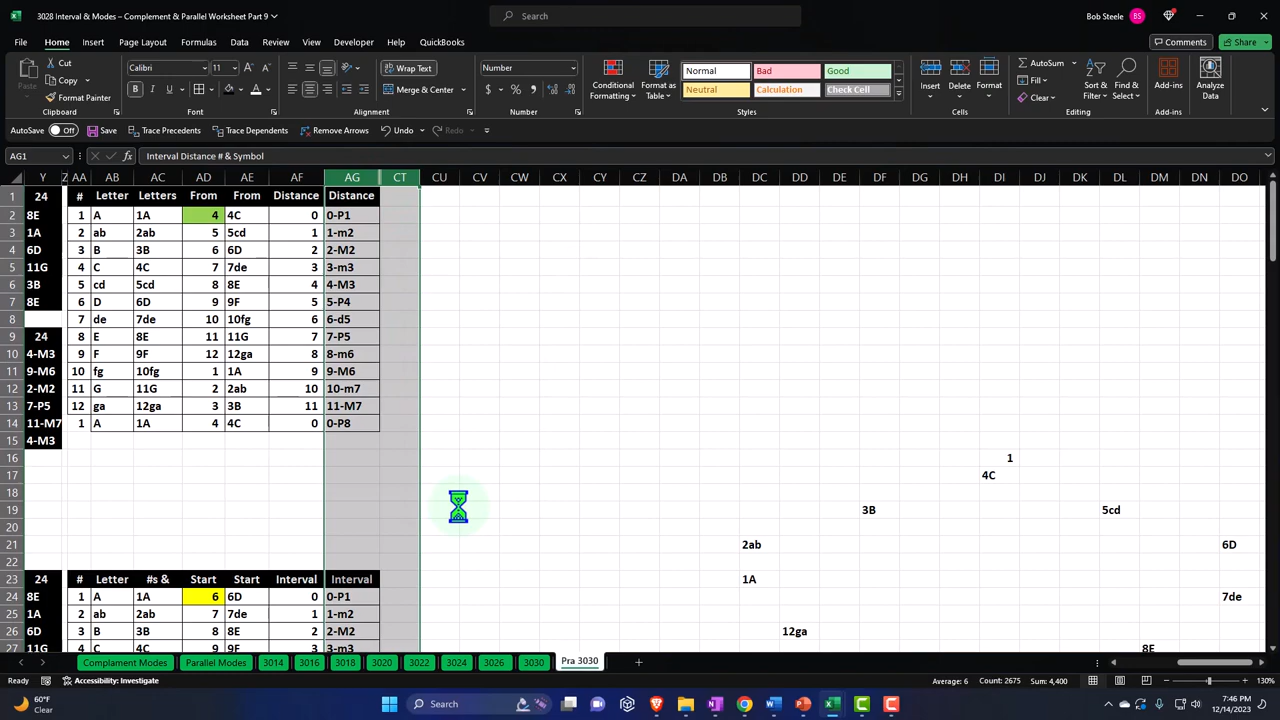 3028 Interval & Modes – Complement & Parallel Worksheet Part 9
Search
Bob Steele
BS
File Home Insert Page Layout Formulas Data Review View Developer Help QuickBooks
Comments
Share
Paste
Cut
Copy
Format Painter
Clipboard
Calibri
11
Font
Wrap Text
Merge & Center
Alignment
Number
Number
Conditional Formatting
Format as Table
Normal Bad Good
Neutral Calculation Check Cell
Styles
Insert Delete Format
Cells
AutoSum
Fill
Clear
Sort & Filter
Find & Select
Editing
Add-ins
Add-ins
Analyze Data
AutoSave Off Save Trace Precedents Trace Dependents Remove Arrows Undo Redo
AG1 Interval Distance # & Symbol
Y Z AA AB AC AD AE AF AG CT CU CV CW CX CY CZ DA DB DC DD DE DF DG DH DI DJ DK DL DM DN DO
1 24 # Letter Letters From From Distance Distance
2 8E 1 A 1A 4 4C 0 0-P1
3 1A 2 ab 2ab 5 5cd 1 1-m2
4 6D 3 B 3B 6 6D 2 2-M2
5 11G 4 C 4C 7 7de 3 3-m3
6 3B 5 cd 5cd 8 8E 4 4-M3
7 8E 6 D 6D 9 9F 5 5-P4
8 7 de 7de 10 10fg 6 6-d5
9 24 8 E 8E 11 11G 7 7-P5
10 4-M3 9 F 9F 12 12ga 8 8-m6
11 9-M6 10 fg 10fg 1 1A 9 9-M6
12 2-M2 11 G 11G 2 2ab 10 10-m7
13 7-P5 12 ga 12ga 3 3B 11 11-M7
14 11-M7 1 A 1A 4 4C 0 0-P8
15 4-M3
16 1
17 4C
18
19 3B 5cd
20
21 2ab 6D
22
23 24 # Letter #s & Start Start Interval Interval 1A
24 8E 1 A 1A 6 6D 0 0-P1 7de
25 1A 2 ab 2ab 7 7de 1 1-m2
26 6D 3 B 3B 8 8E 2 2-M2 12ga
27 11G 4 C 4C 9 9F 3 3-m3 8E
Complament Modes Parallel Modes 3014 3016 3018 3020 3022 3024 3026 3030 Pra 3030
Ready Accessibility: Investigate Average: 6 Count: 2675 Sum: 4,400 130%
60°F
Clear
Search
7:46 PM
12/14/2023